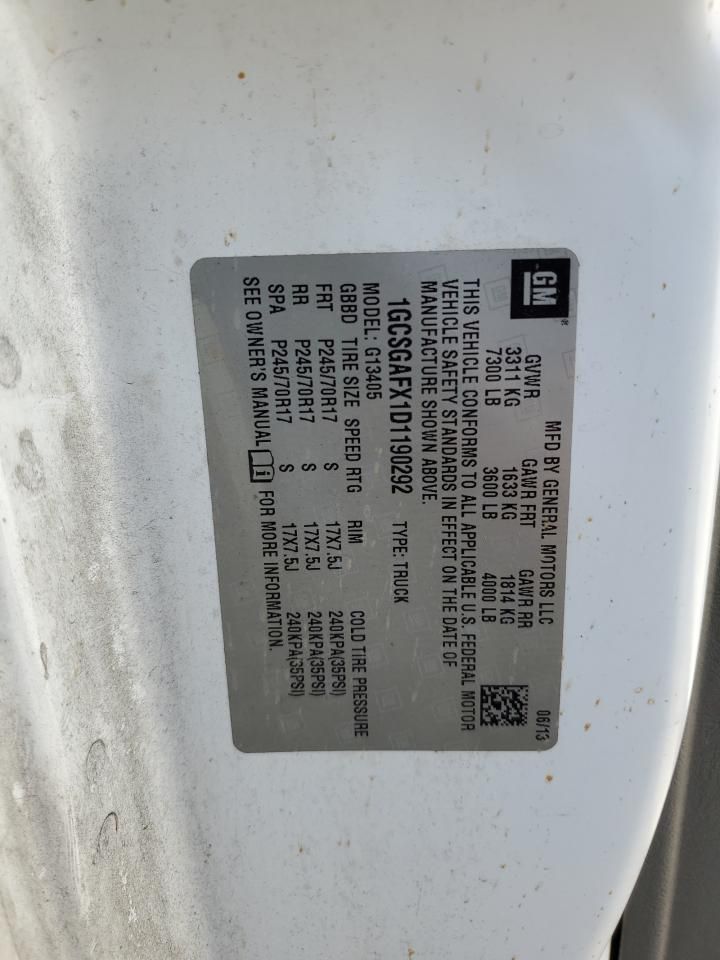 GM®
MFD BY GENERAL MOTORS LLC 06/13
GVWR GAWR FRT GAWR RR
3311 KG 1633 KG 1814 KG
7300 LB 3600 LB 4000 LB
THIS VEHICLE CONFORMS TO ALL APPLICABLE U.S. FEDERAL MOTOR
VEHICLE SAFETY STANDARDS IN EFFECT ON THE DATE OF
MANUFACTURE SHOWN ABOVE.
1GCSGAFX1D1190292 TYPE: TRUCK
MODEL: G13405
GBBD TIRE SIZE SPEED RTG RIM COLD TIRE PRESSURE
FRT P245/70R17 S 17X7.5J 240KPA(35PSI)
RR P245/70R17 S 17X7.5J 240KPA(35PSI)
SPA P245/70R17 S 17X7.5J 240KPA(35PSI)
SEE OWNER'S MANUAL i FOR MORE INFORMATION.